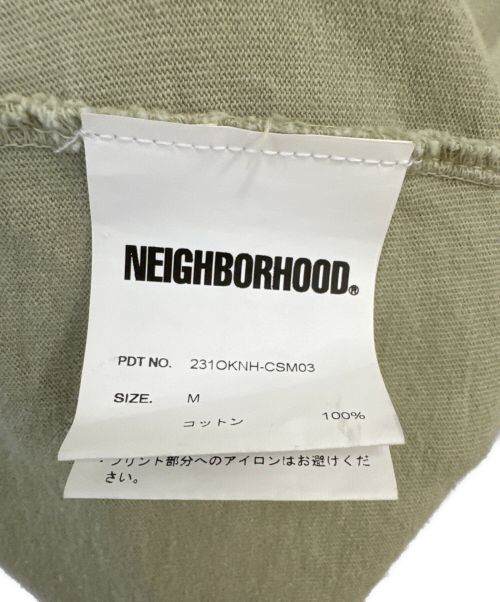 NEIGHBORHOOD®
PDT NO. 231OKNH-CSM03
SIZE. M
コットン 100%
・プリント部分へのアイロンはお避けくだ
さい。